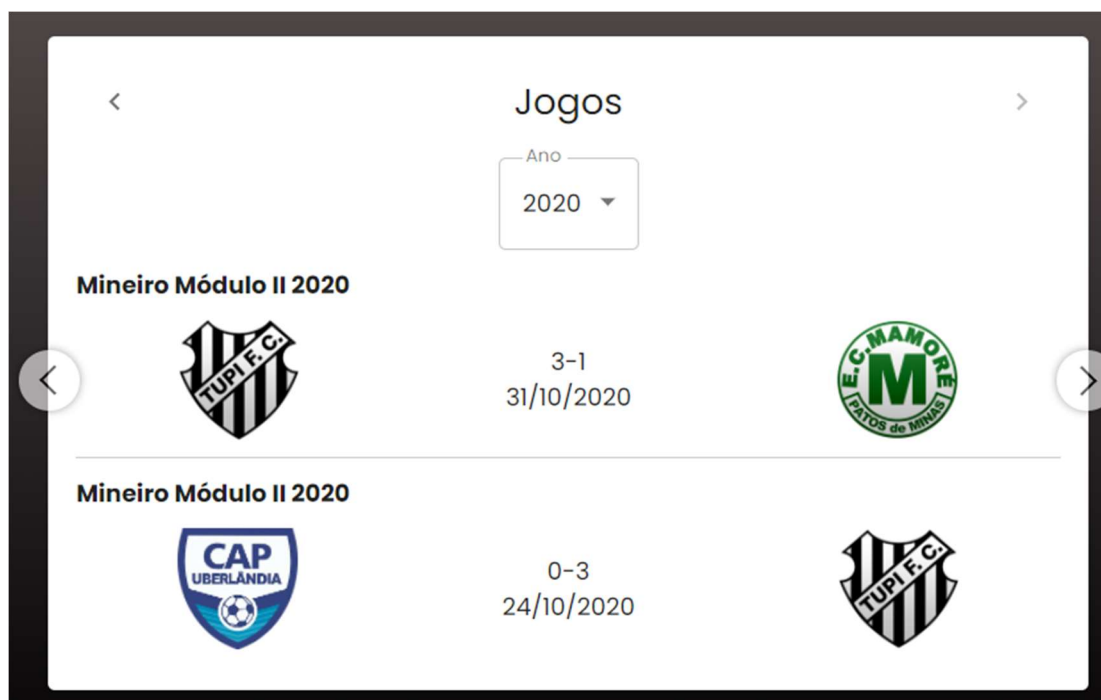 Jogos
Ano
2020
Mineiro Módulo II 2020
TUPI F. C.
3-1
31/10/2020
E.C. MAMORÉ
M
PATOS de MINAS
Mineiro Módulo II 2020
CAP
UBERLÂNDIA
0-3
24/10/2020
TUPI F. C.